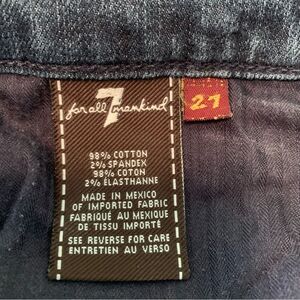 7
for all mankind
27
98% COTTON
2% SPANDEX
98% COTON
2% ELASTHANNE
MADE IN MEXICO
OF IMPORTED FABRIC
FABRIQUÉ AU MEXIQUE
DE TISSU IMPORTÉ
SEE REVERSE FOR CARE
ENTRETIEN AU VERSO